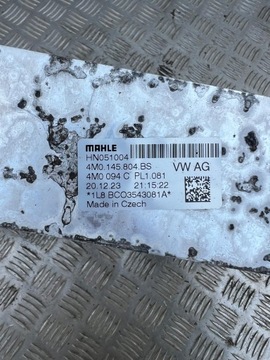 MAHLE
HN051004
4M0.145.804.BS VW AG
4M0 094 C PL1.081
20.12.23 21:15:22
*1L8 BCO3543081A*
Made in Czech